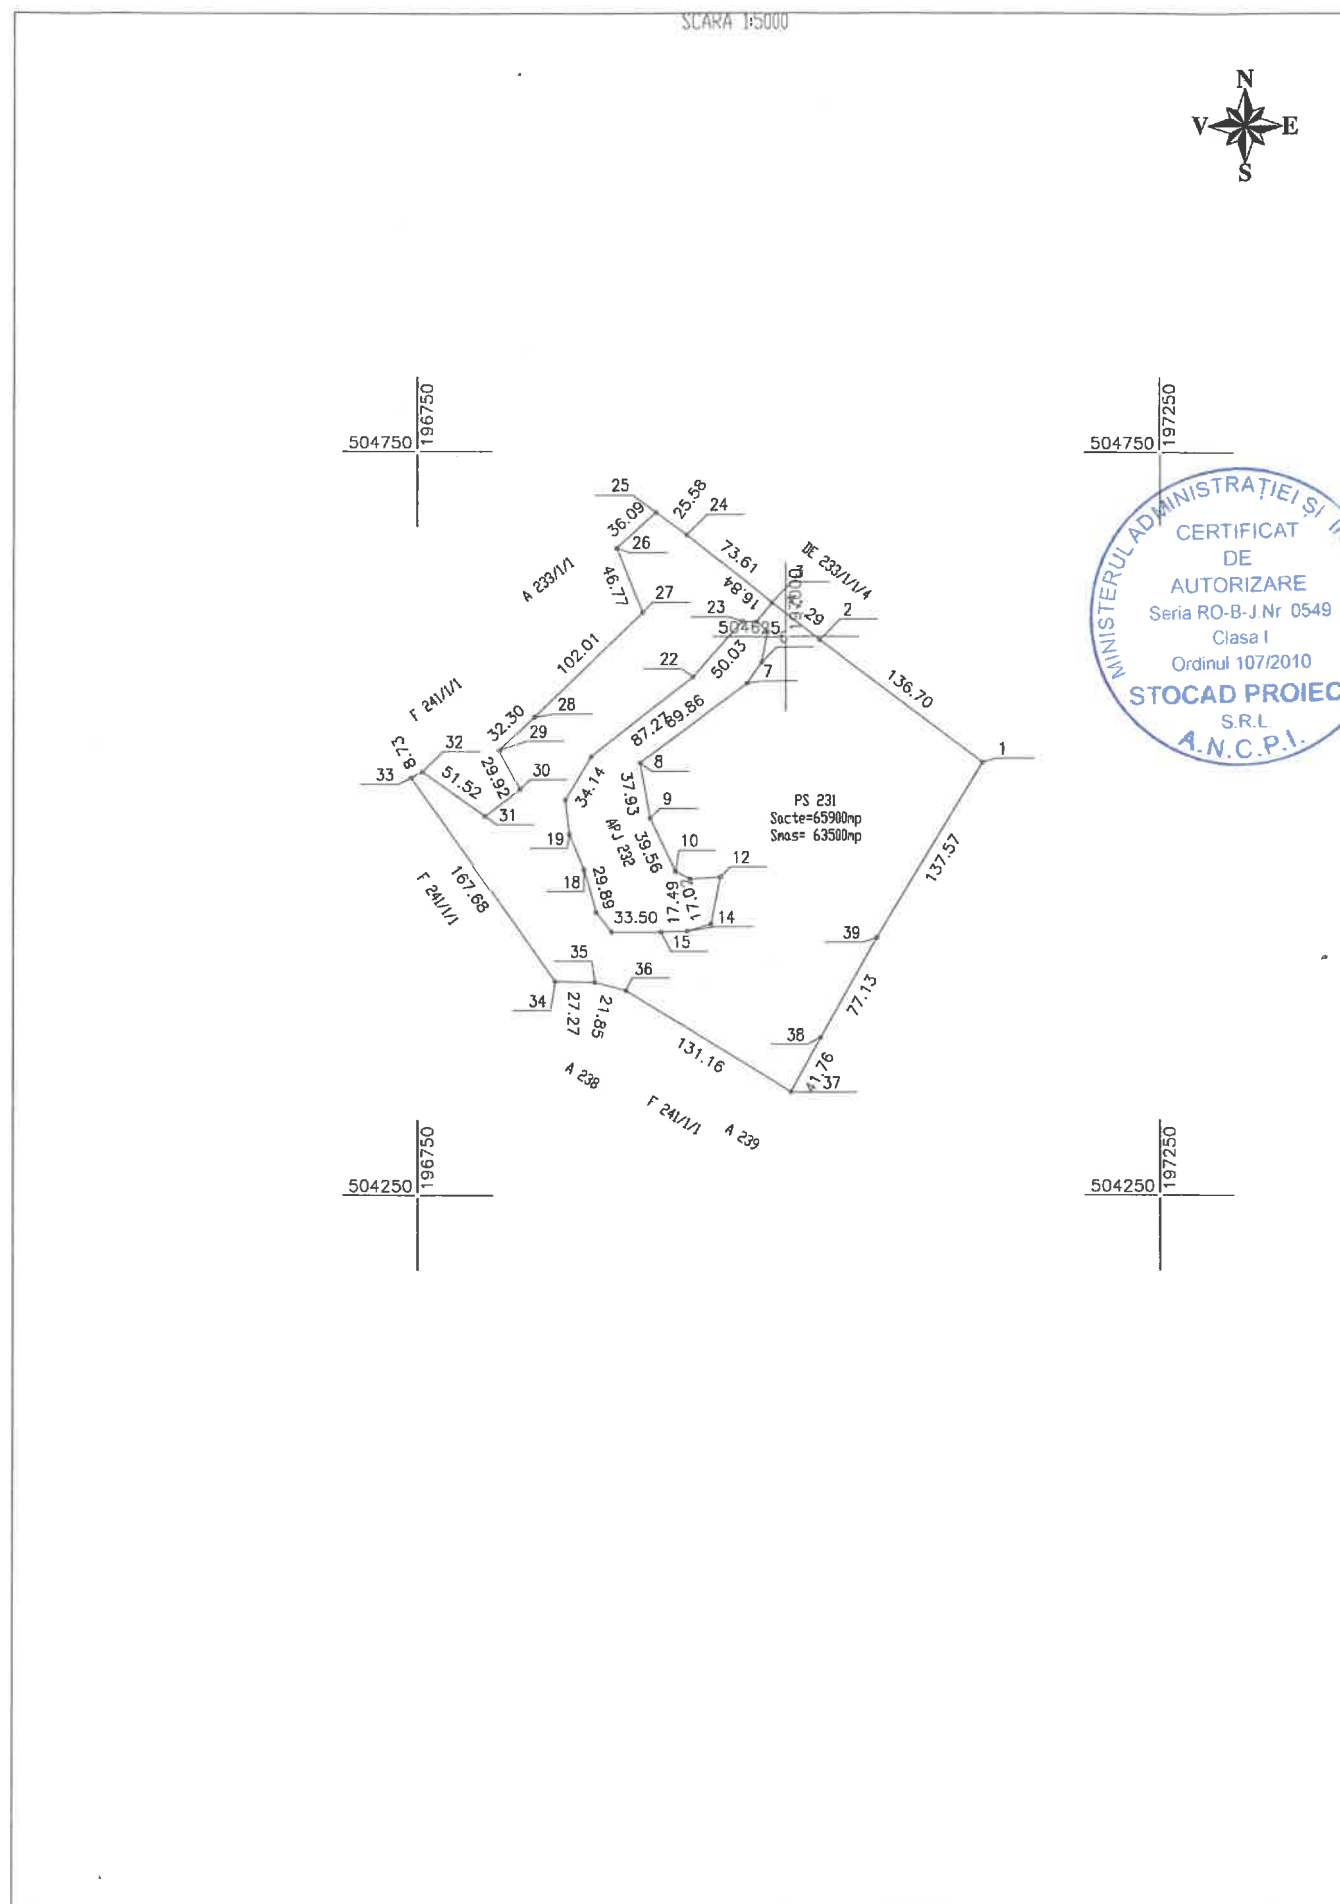 SCARA 1:5000
N
V E
S
504750 196750
504750 197250
25
25.58
24
36.09
26
73.61
DE 233/1/1/4
3
A 233/1/1
46.77
27
16.84
23
29
2
5
22
50.03
7
102.01
136.70
87.27
69.86
F 241/1/1
28
32.30
29
1
8.73
32
33
51.52
29.92
30
8
34.14
31
37.93
9
PS 231
Sacte=65900mp
Smas= 63500mp
APJ 232
39.56
19
10
12
137.57
18
29.89
17.49
17.07
14
167.68
F 241/1/1
33.50
15
39
35
36
34
27.27
21.85
77.13
38
131.16
41.76
37
A 238
F 241/1/1
A 239
504250 196750
504250 197250
MINISTERUL ADMINISTRAȚIEI ȘI
CERTIFICAT
DE
AUTORIZARE
Seria RO-B-J Nr 0549
Clasa I
Ordinul 107/2010
STOCAD PROIEC
S.R.L
A.N.C.P.I.